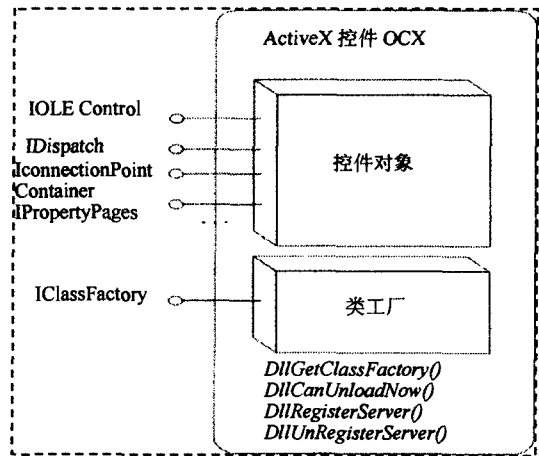 ActiveX 控件 OCX
IOLE Control
IDispatch
IconnectionPoint
Container
IPropertyPages
...
控件对象
IClassFactory
类工厂
DllGetClassFactory()
DllCanUnloadNow()
DllRegisterServer()
DllUnRegisterServer()